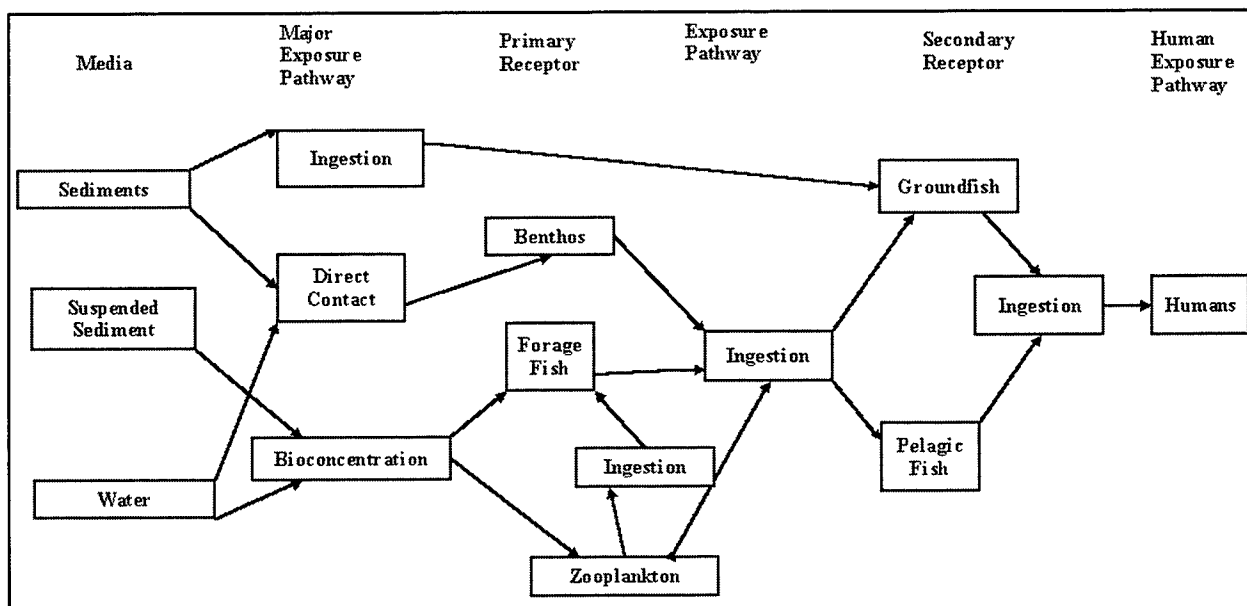 Media
Major
Exposure
Pathway
Primary
Receptor
Exposure
Pathway
Secondary
Receptor
Human
Exposure
Pathway
Sediments
Ingestion
Groundfish
Benthos
Direct
Contact
Suspended
Sediment
Forage
Fish
Ingestion
Ingestion
Humans
Bioconcentration
Ingestion
Pelagic
Fish
Water
Zooplankton